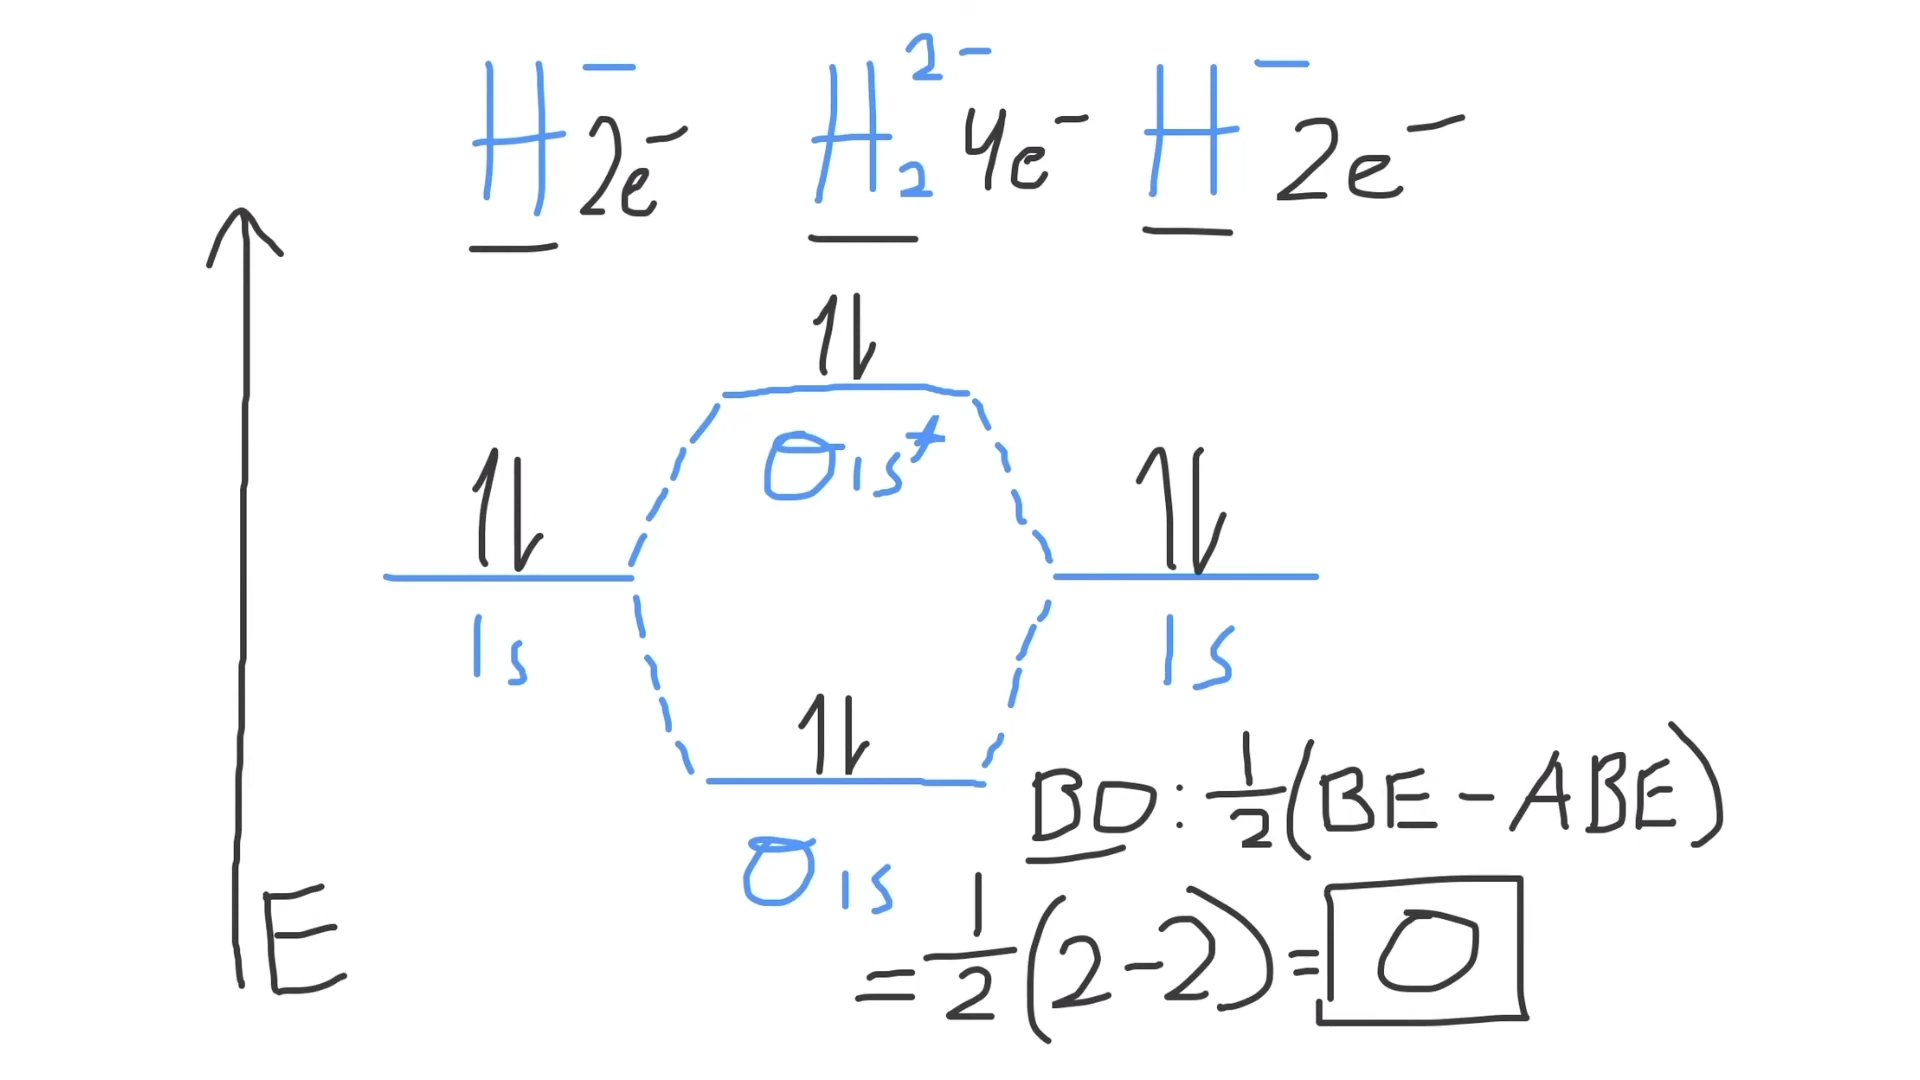 H⁻ 2e⁻ H₂²⁻ 4e⁻ H⁻ 2e⁻
σ1s*
1s 1s
σ1s
E
BO: 1/2 (BE - ABE)
= 1/2 (2-2) = 0